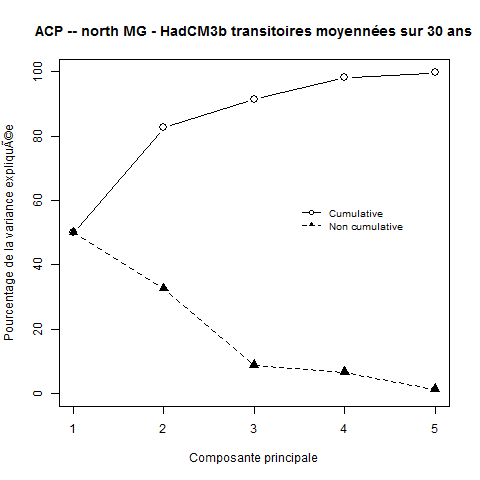 ACP -- north MG - HadCM3b transitoires moyennées sur 30 ans
Pourcentage de la variance expliquÃ©e
100
80
60
40
20
0
Cumulative
Non cumulative
1 2 3 4 5
Composante principale